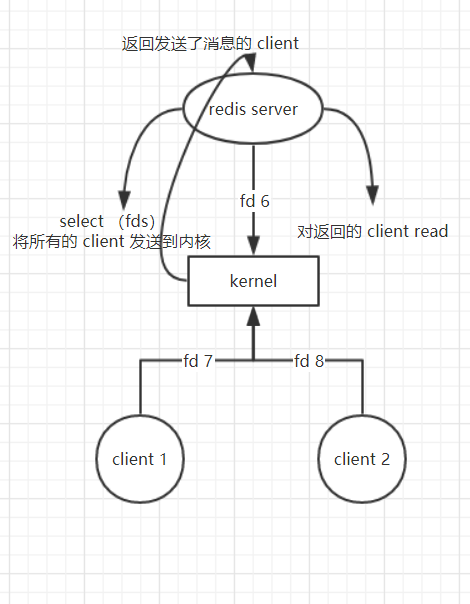 返回发送了消息的 client
redis server
fd 6
select （fds）
将所有的 client 发送到内核
对返回的 client read
kernel
fd 7
fd 8
client 1
client 2